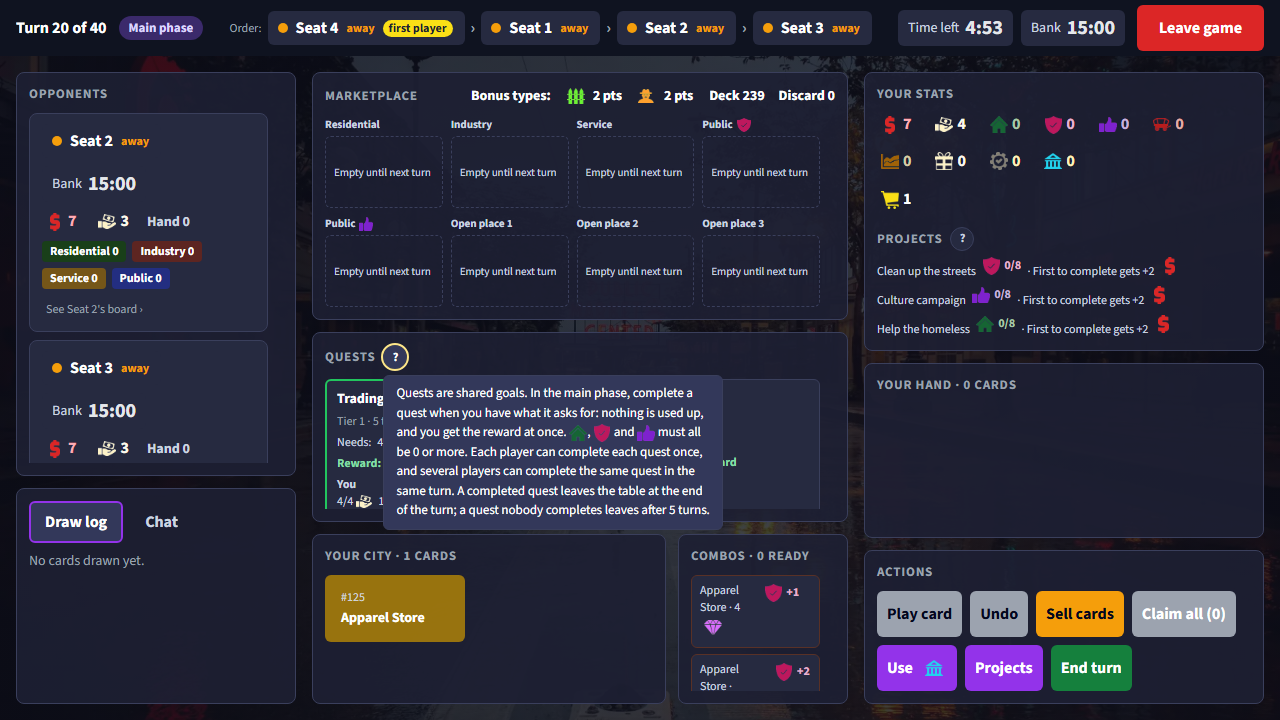 Turn 20 of 40
Main phase
Order:
Seat 4 away first player
›
Seat 1 away
›
Seat 2 away
›
Seat 3 away
Time left 4:53
Bank 15:00
Leave game
OPPONENTS
Seat 2 away
Bank 15:00
7 3 Hand 0
Residential 0 Industry 0
Service 0 Public 0
See Seat 2's board ›
Seat 3 away
Bank 15:00
7 3 Hand 0
Draw log Chat
No cards drawn yet.
MARKETPLACE
Bonus types: 2 pts 2 pts Deck 239 Discard 0
Residential Industry Service Public
Empty until next turn Empty until next turn Empty until next turn Empty until next turn
Public Open place 1 Open place 2 Open place 3
Empty until next turn Empty until next turn Empty until next turn Empty until next turn
QUESTS ?
Trading
Tier 1 · 5 t
Needs: 4
Reward:
You
4/4 1
Quests are shared goals. In the main phase, complete a
quest when you have what it asks for: nothing is used up,
and you get the reward at once. , and must all
be 0 or more. Each player can complete each quest once,
and several players can complete the same quest in the
same turn. A completed quest leaves the table at the end
of the turn; a quest nobody completes leaves after 5 turns.
YOUR CITY · 1 CARDS
#125
Apparel Store
COMBOS · 0 READY
Apparel
Store · 4
+1
Apparel
Store ·
+2
YOUR STATS
7 4 0 0 0 0
0 0 0 0
1
PROJECTS ?
Clean up the streets 0/8 · First to complete gets +2
Culture campaign 0/8 · First to complete gets +2
Help the homeless 0/8 · First to complete gets +2
YOUR HAND · 0 CARDS
ACTIONS
Play card Undo Sell cards Claim all (0)
Use Projects End turn